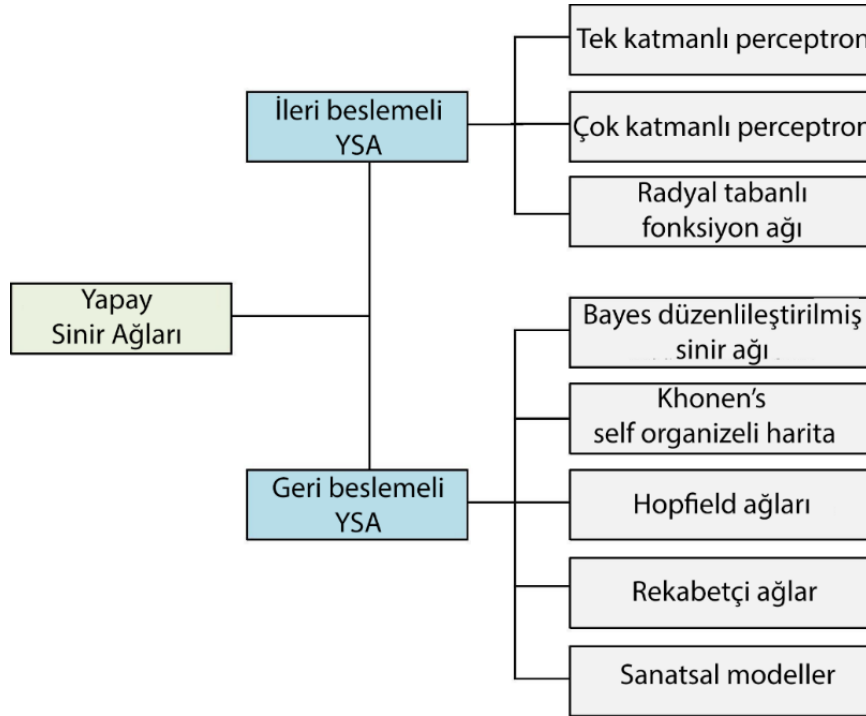 Tek katmanlı perceptron
İleri beslemeli
YSA
Çok katmanlı perceptron
Radyal tabanlı
fonksiyon ağı
Yapay
Sinir Ağları
Bayes düzenlileştirilmiş
sinir ağı
Khonen's
self organizeli harita
Geri beslemeli
YSA
Hopfield ağları
Rekabetçi ağlar
Sanatsal modeller